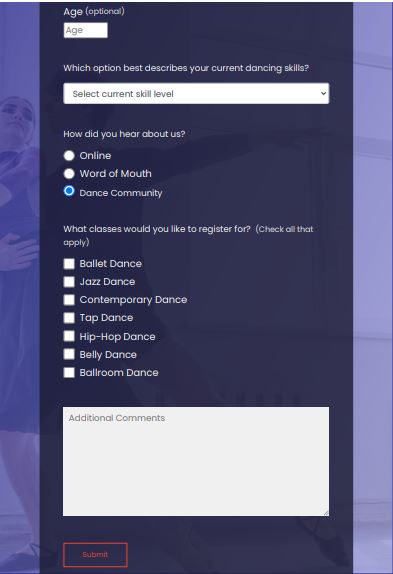 Age (optional)
Age
Which option best describes your current dancing skills?
Select current skill level
How did you hear about us?
Online
Word of Mouth
Dance Community
What classes would you like to register for? (Check all that
apply)
Ballet Dance
Jazz Dance
Contemporary Dance
Tap Dance
Hip-Hop Dance
Belly Dance
Ballroom Dance
Additional Comments
Submit